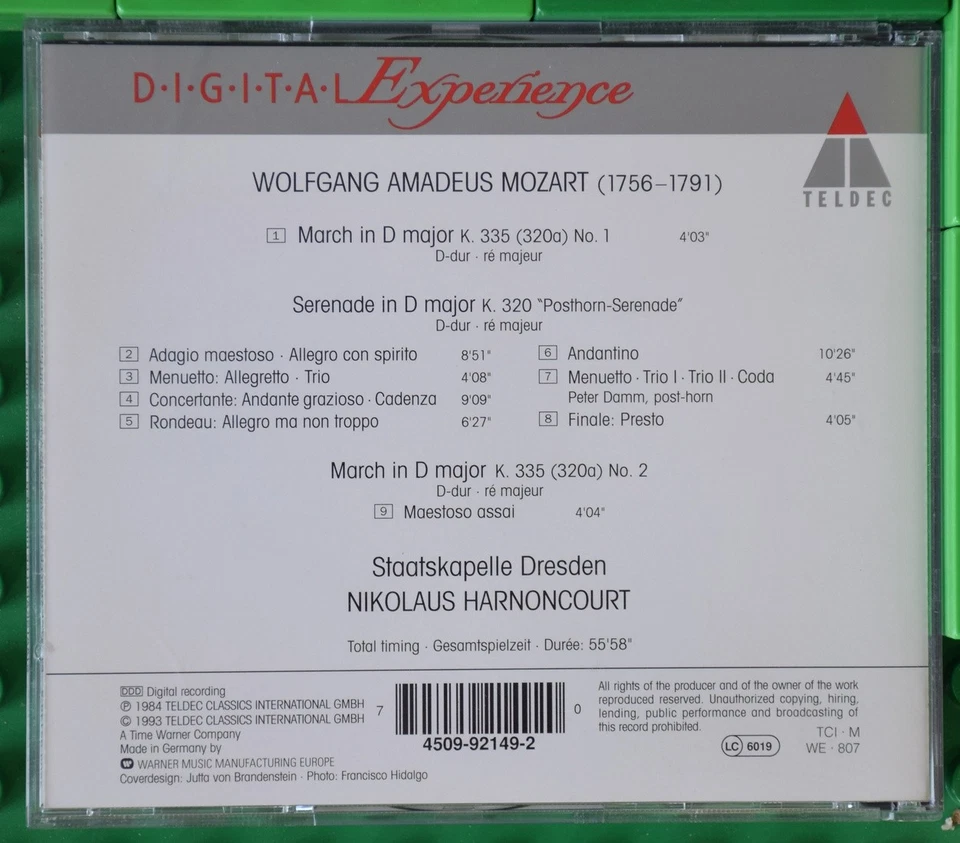 D·I·G·I·T·A·L Experience
TELDEC
WOLFGANG AMADEUS MOZART (1756–1791)
1 March in D major K. 335 (320a) No. 1 4'03"
D-dur · ré majeur
Serenade in D major K. 320 "Posthorn-Serenade"
D-dur · ré majeur
2 Adagio maestoso · Allegro con spirito 8'51"
3 Menuetto: Allegretto · Trio 4'08"
4 Concertante: Andante grazioso · Cadenza 9'09"
5 Rondeau: Allegro ma non troppo 6'27"
6 Andantino 10'26"
7 Menuetto · Trio I · Trio II · Coda 4'45"
Peter Damm, post-horn
8 Finale: Presto 4'05"
March in D major K. 335 (320a) No. 2
D-dur · ré majeur
9 Maestoso assai 4'04"
Staatskapelle Dresden
NIKOLAUS HARNONCOURT
Total timing · Gesamtspielzeit · Durée: 55'58"
DDD Digital recording
℗ 1984 TELDEC CLASSICS INTERNATIONAL GMBH
© 1993 TELDEC CLASSICS INTERNATIONAL GMBH
A Time Warner Company
Made in Germany by
WARNER MUSIC MANUFACTURING EUROPE
Coverdesign: Jutta von Brandenstein · Photo: Francisco Hidalgo
7 0
4509-92149-2
All rights of the producer and of the owner of the work
reproduced reserved. Unauthorized copying, hiring,
lending, public performance and broadcasting of
this record prohibited.
LC 6019
TCI · M
WE · 807